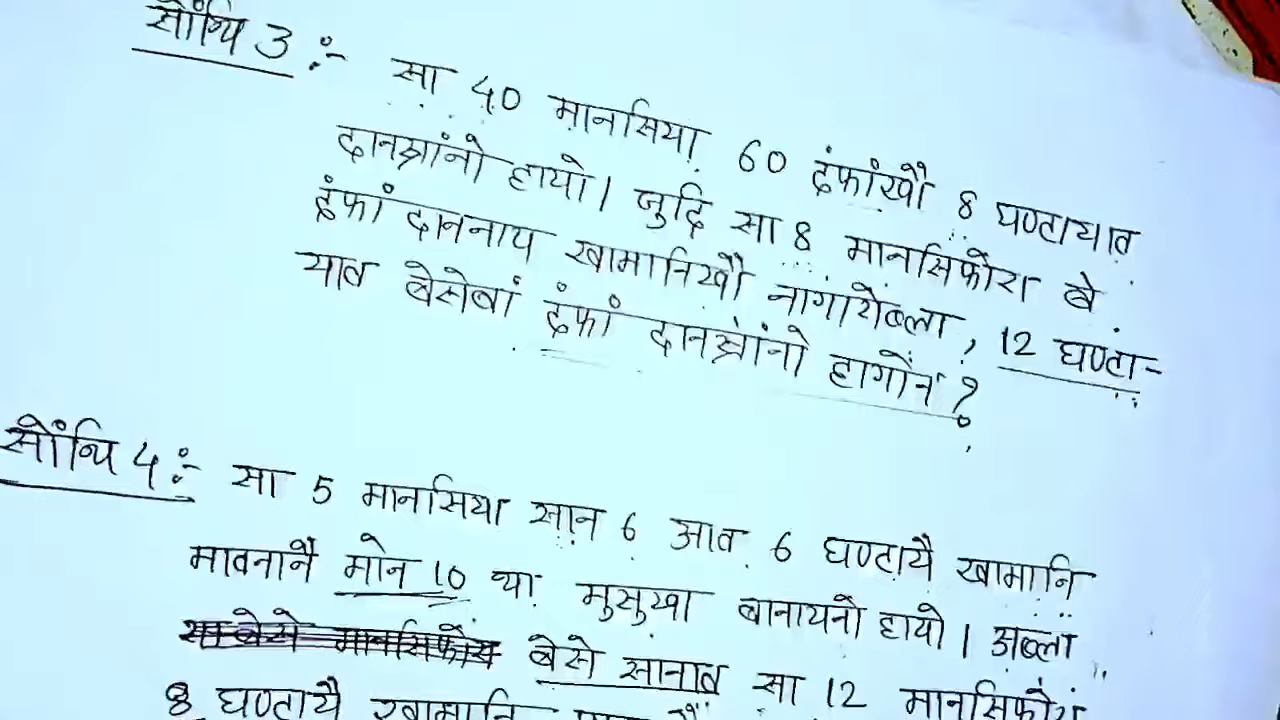 सोंथि 3 :- सा 40 मानसिया 60 दंफांखौ 8 घण्टायाव
दानस्रांनो हायो। जुदि सा 8 मानसिफोरा बे
दंफां दाननाय खामानिखौ नागारोब्ला, 12 घण्टा-
याव बेसेबां दंफां दानस्रांनो हागौन?
सोंथि 4 :- सा 5 मानसिया सान 6 आव 6 घण्टायै खामानि
मावनानै मोन 10 था मुसुखा बानायनो हायो। अब्ला
बेसे सानाव सा 12 मानसिफोरा
8 घण्टायै खामानि